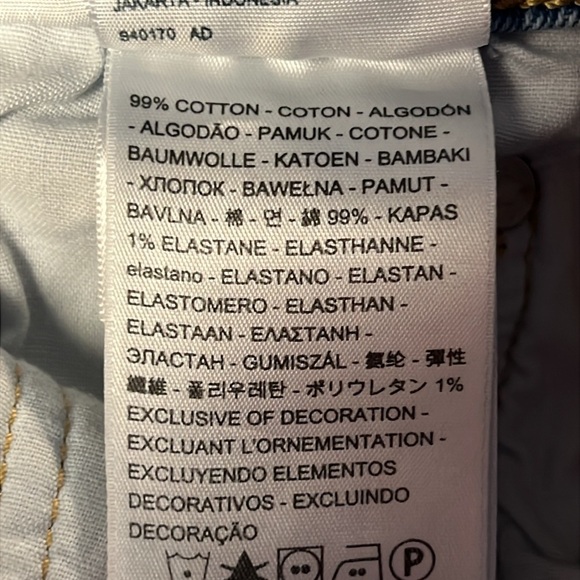 JAKARTA - INDONESIA
940170 AD
99% COTTON - COTON - ALGODÓN
- ALGODÃO - PAMUK - COTONE -
BAUMWOLLE - KATOEN - BAMBAKI
- ХЛОПОК - BAWEŁNA - PAMUT -
BAVLNA - 棉 - 면 - 綿 99% - KAPAS
1% ELASTANE - ELASTHANNE -
elastano - ELASTANO - ELASTAN -
ELASTOMERO - ELASTHAN -
ELASTAAN - ΕΛΑΣΤΑΝΗ -
ЭЛАСТАН - GUMISZÁL - 氨纶 - 彈性
纖維 - 폴리우레탄 - ポリウレタン 1%
EXCLUSIVE OF DECORATION -
EXCLUANT L'ORNEMENTATION -
EXCLUYENDO ELEMENTOS
DECORATIVOS - EXCLUINDO
DECORAÇÃO
P